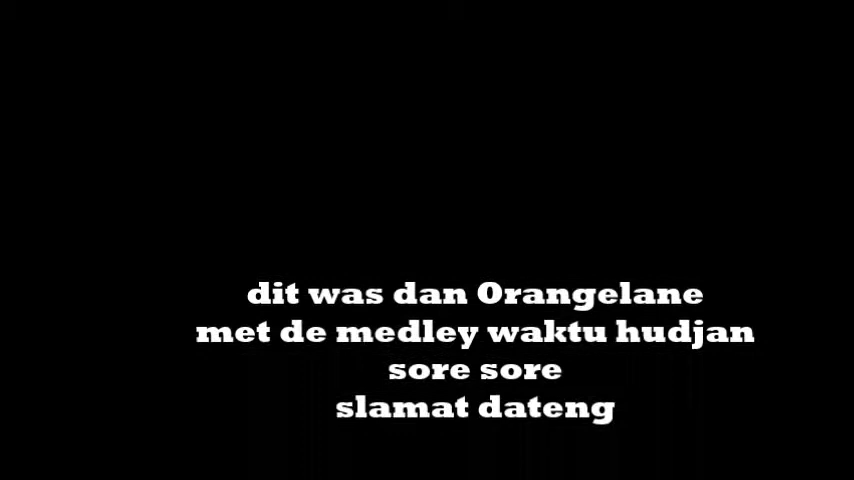 dit was dan Orangelane
met de medley waktu hudjan
sore sore
slamat dateng